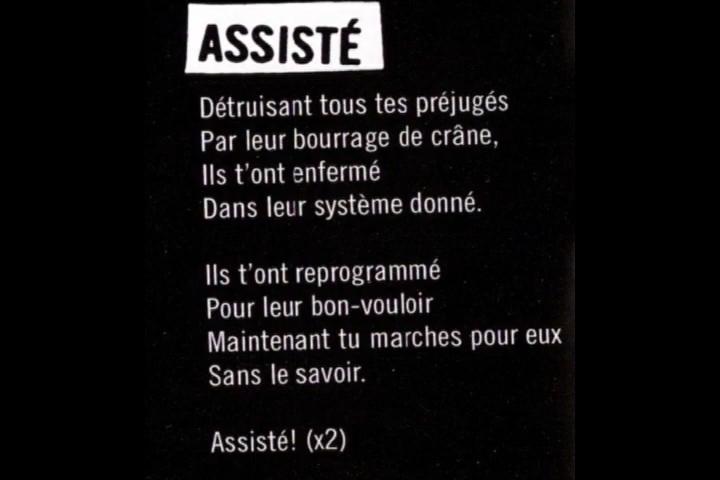 ASSISTÉ
Détruisant tous tes préjugés
Par leur bourrage de crâne,
Ils t'ont enfermé
Dans leur système donné.
Ils t'ont reprogrammé
Pour leur bon-vouloir
Maintenant tu marches pour eux
Sans le savoir.
Assisté! (x2)